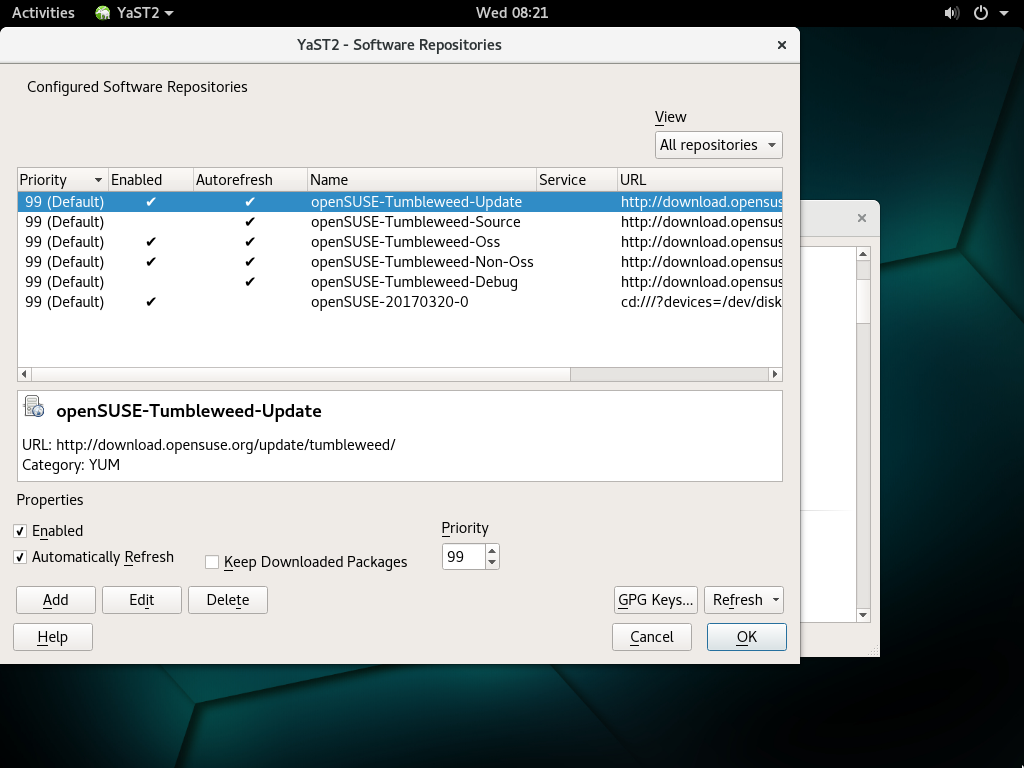 Activities YaST2 Wed 08:21
YaST2 - Software Repositories
Configured Software Repositories
View
All repositories
Priority Enabled Autorefresh Name Service URL
99 (Default) ✔ ✔ openSUSE-Tumbleweed-Update http://download.opensus
99 (Default) ✔ openSUSE-Tumbleweed-Source http://download.opensus
99 (Default) ✔ ✔ openSUSE-Tumbleweed-Oss http://download.opensus
99 (Default) ✔ ✔ openSUSE-Tumbleweed-Non-Oss http://download.opensus
99 (Default) ✔ openSUSE-Tumbleweed-Debug http://download.opensus
99 (Default) ✔ openSUSE-20170320-0 cd:///?devices=/dev/disk
openSUSE-Tumbleweed-Update
URL: http://download.opensuse.org/update/tumbleweed/
Category: YUM
Properties
Enabled
Priority
Automatically Refresh
Keep Downloaded Packages
99
Add Edit Delete GPG Keys... Refresh
Help Cancel OK